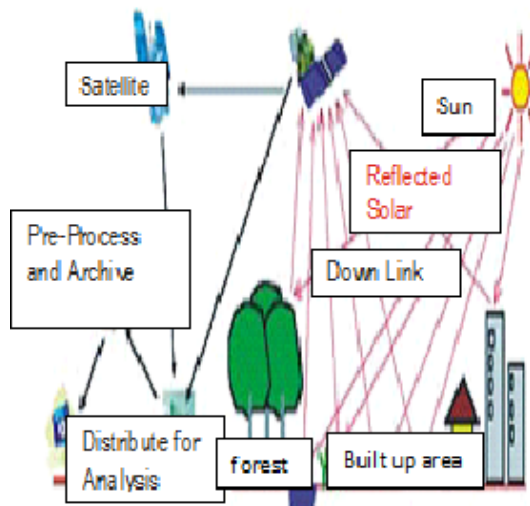 Satellite
Sun
Reflected
Solar
Pre-Process
and Archive
Down Link
Distribute for
Analysis
forest
Built up area